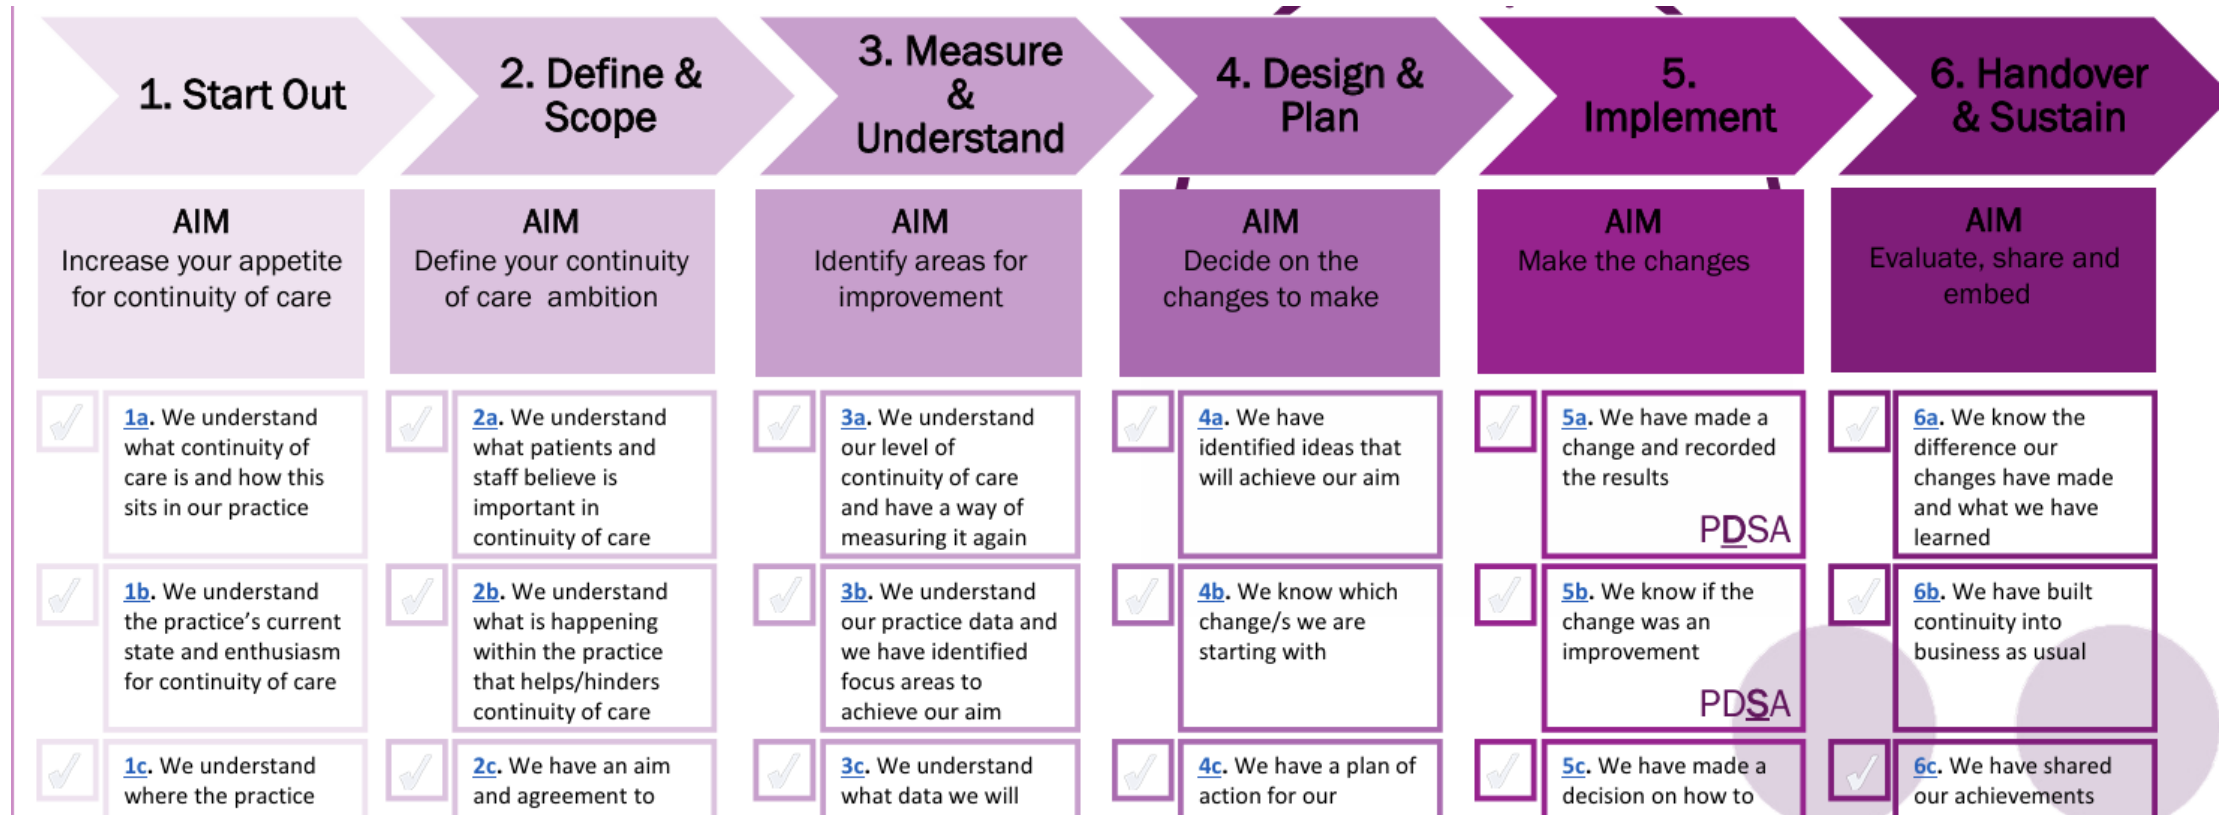 1. Start Out
2. Define &
Scope
3. Measure
&
Understand
4. Design &
Plan
5.
Implement
6. Handover
& Sustain
AIM
Increase your appetite
for continuity of care
AIM
Define your continuity
of care ambition
AIM
Identify areas for
improvement
AIM
Decide on the
changes to make
AIM
Make the changes
AIM
Evaluate, share and
embed
1a. We understand
what continuity of
care is and how this
sits in our practice
2a. We understand
what patients and
staff believe is
important in
continuity of care
3a. We understand
our level of
continuity of care
and have a way of
measuring it again
4a. We have
identified ideas that
will achieve our aim
5a. We have made a
change and recorded
the results
PDSA
6a. We know the
difference our
changes have made
and what we have
learned
1b. We understand
the practice’s current
state and enthusiasm
for continuity of care
2b. We understand
what is happening
within the practice
that helps/hinders
continuity of care
3b. We understand
our practice data and
we have identified
focus areas to
achieve our aim
4b. We know which
change/s we are
starting with
5b. We know if the
change was an
improvement
PDSA
6b. We have built
continuity into
business as usual
1c. We understand
where the practice
2c. We have an aim
and agreement to
3c. We understand
what data we will
4c. We have a plan of
action for our
5c. We have made a
decision on how to
6c. We have shared
our achievements